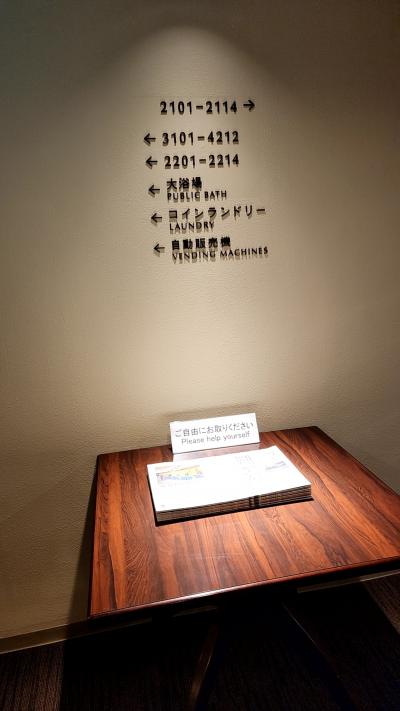 2101-2114 →
← 3101-4212
← 2201-2214
← 大浴場
PUBLIC BATH
← コインランドリー
LAUNDRY
← 自動販売機
VENDING MACHINES
ご自由にお取りください
Please help yourself